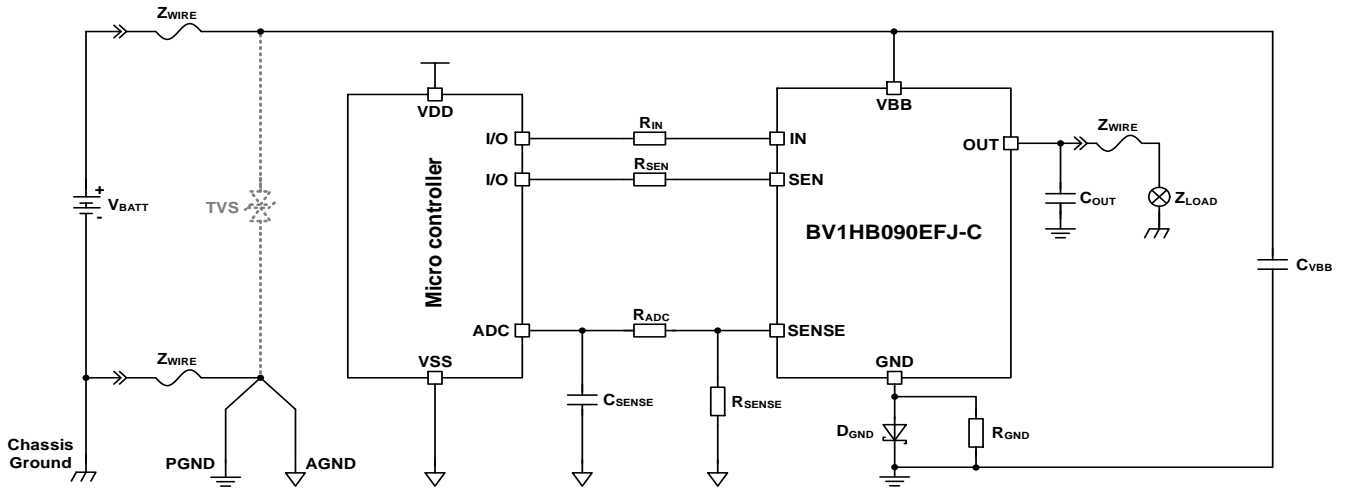 ZWIRE
VDD
VBB
I/O
RIN
IN
OUT
ZWIRE
I/O
RSEN
SEN
+
VBATT
-
TVS
Micro controller
BV1HB090EFJ-C
COUT
ZLOAD
CVBB
ADC
RADC
SENSE
ZWIRE
VSS
GND
CSENSE
RSENSE
DGND
RGND
Chassis
Ground
PGND
AGND